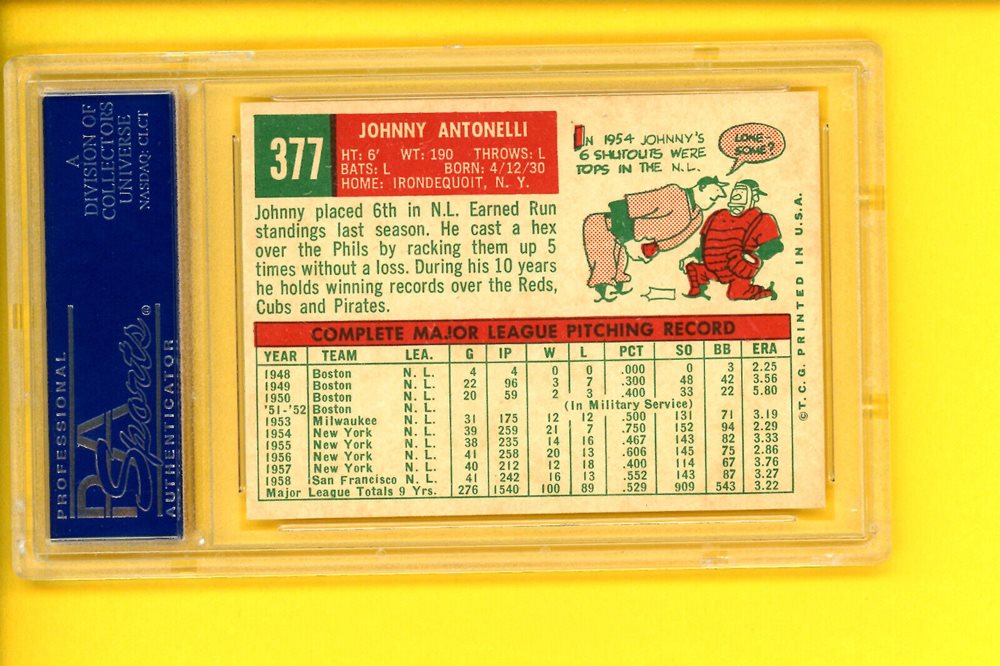 A
DIVISION OF
COLLECTORS
UNIVERSE
NASDAQ: CLCT
PROFESSIONAL
PSA
Sports ®
AUTHENTICATOR
377
JOHNNY ANTONELLI
HT: 6' WT: 190 THROWS: L
BATS: L BORN: 4/12/30
HOME: IRONDEQUOIT, N. Y.
Johnny placed 6th in N.L. Earned Run
standings last season. He cast a hex
over the Phils by racking them up 5
times without a loss. During his 10 years
he holds winning records over the Reds,
Cubs and Pirates.
IN 1954 JOHNNY'S
6 SHUTOUTS WERE
TOPS IN THE N.L.
LONE-
SOME?
COMPLETE MAJOR LEAGUE PITCHING RECORD
YEAR TEAM LEA. G IP W L PCT SO BB ERA
1948 Boston N. L. 4 4 0 0 .000 0 3 2.25
1949 Boston N. L. 22 96 3 7 .300 48 42 3.56
1950 Boston N. L. 20 59 2 3 .400 33 22 5.80
'51-'52 Boston N. L. (In Military Service)
1953 Milwaukee N. L. 31 175 12 12 .500 131 71 3.19
1954 New York N. L. 39 259 21 7 .750 152 94 2.29
1955 New York N. L. 38 235 14 16 .467 143 82 3.33
1956 New York N. L. 41 258 20 13 .606 145 75 2.86
1957 New York N. L. 40 212 12 18 .400 114 67 3.76
1958 San Francisco N. L. 41 242 16 13 .552 143 87 3.27
Major League Totals 9 Yrs. 276 1540 100 89 .529 909 543 3.22
©T. C. G. PRINTED IN U.S.A.